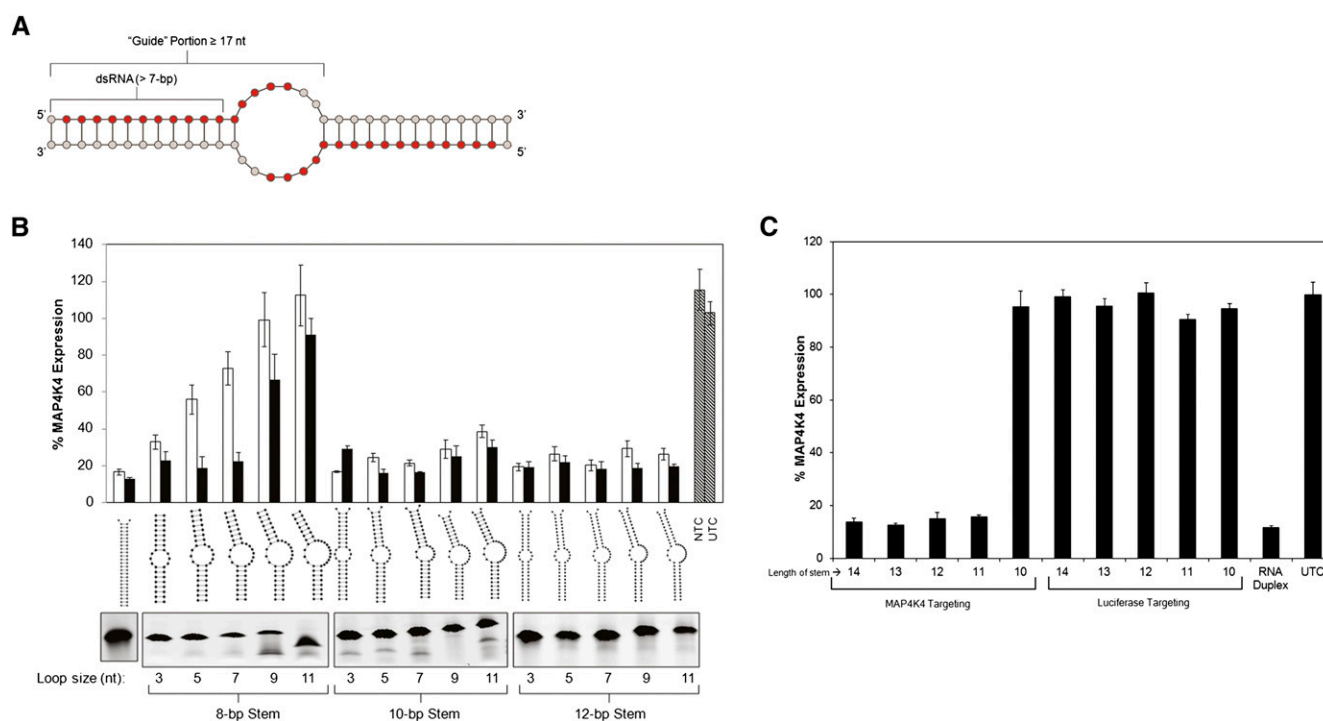 A
"Guide" Portion ≥ 17 nt
dsRNA (> 7-bp)
5' 3'
3' 5'
B
% MAP4K4 Expression
140
120
100
80
60
40
20
0
NTC
UTC
Loop size (nt): 3 5 7 9 11 3 5 7 9 11 3 5 7 9 11
8-bp Stem 10-bp Stem 12-bp Stem
C
% MAP4K4 Expression
120
100
80
60
40
20
0
Length of stem → 14 13 12 11 10 14 13 12 11 10 RNA Duplex UTC
MAP4K4 Targeting Luciferase Targeting